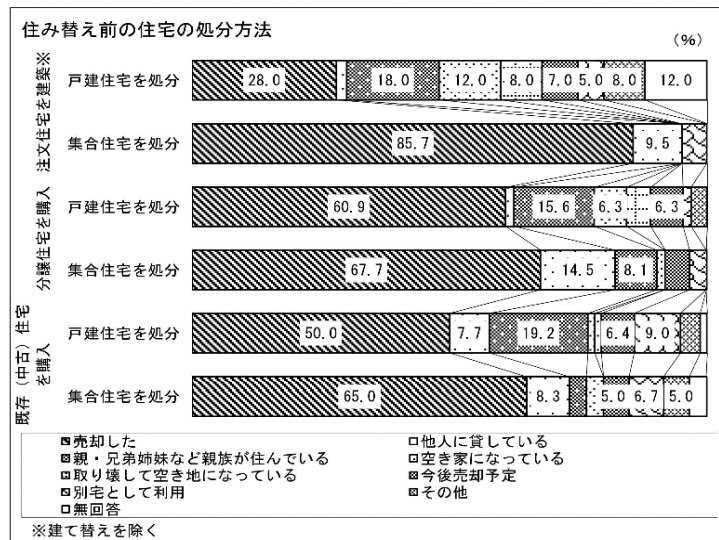 住み替え前の住宅の処分方法
(%)
注文住宅を建築※
戸建住宅を処分 28.0 18.0 12.0 8.0 7.0 5.0 8.0 12.0
集合住宅を処分 85.7 9.5
分譲住宅を購入
戸建住宅を処分 60.9 15.6 6.3 6.3
集合住宅を処分 67.7 14.5 8.1
既存(中古)住宅を購入
戸建住宅を処分 50.0 7.7 19.2 6.4 9.0
集合住宅を処分 65.0 8.3 5.0 6.7 5.0
売却した 他人に貸している
親・兄弟姉妹など親族が住んでいる 空き家になっている
取り壊して空き地になっている 今後売却予定
別宅として利用 その他
無回答
※建て替えを除く